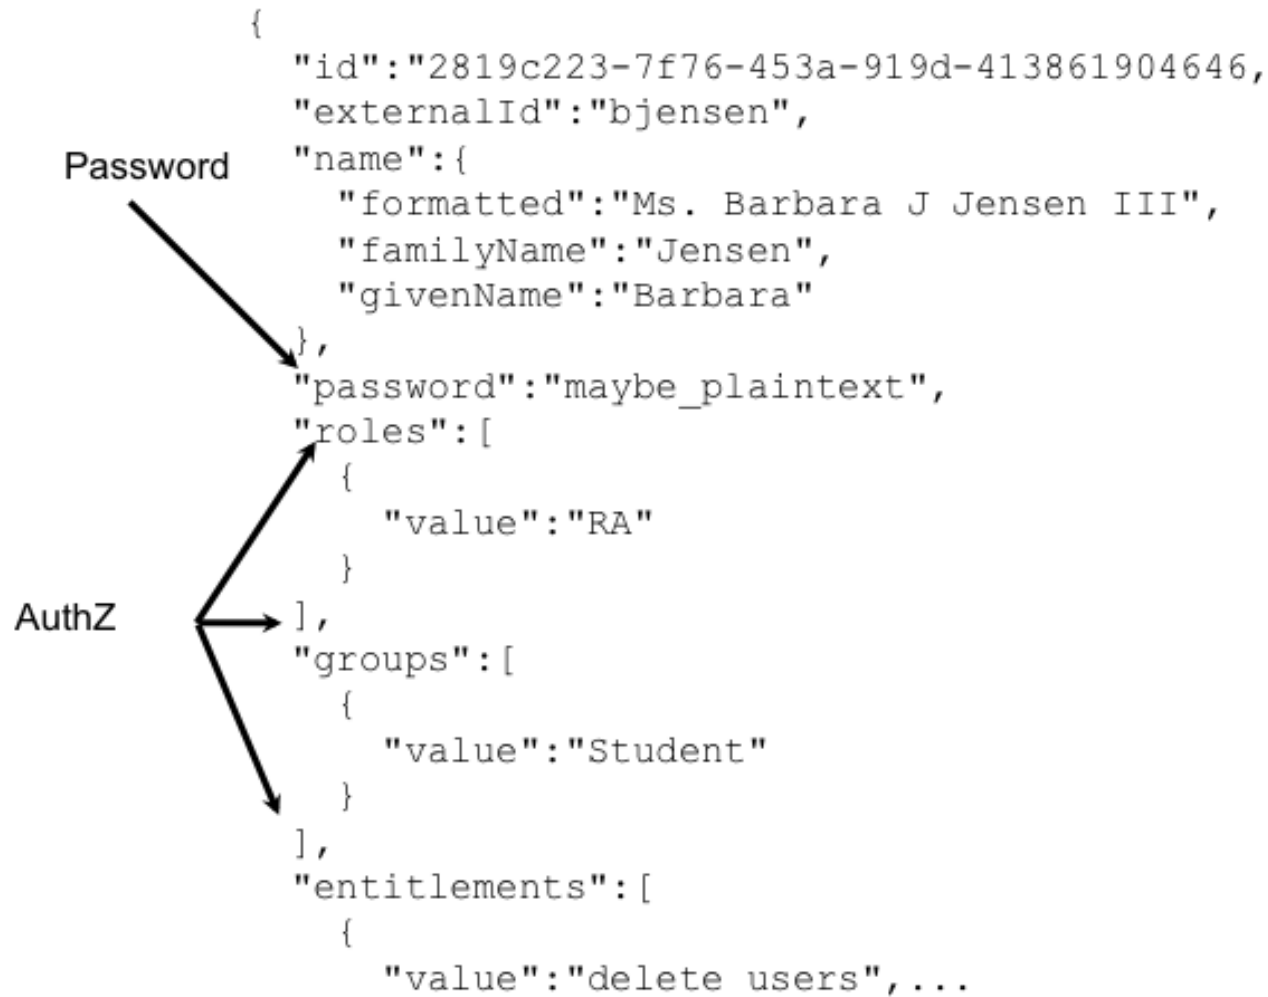 {
"id":"2819c223-7f76-453a-919d-413861904646,
"externalId":"bjensen",
Password
"name":{
"formatted":"Ms. Barbara J Jensen III",
"familyName":"Jensen",
"givenName":"Barbara"
},
"password":"maybe_plaintext",
"roles":[
{
"value":"RA"
}
AuthZ
],
"groups":[
{
"value":"Student"
}
],
"entitlements":[
{
"value":"delete users",...